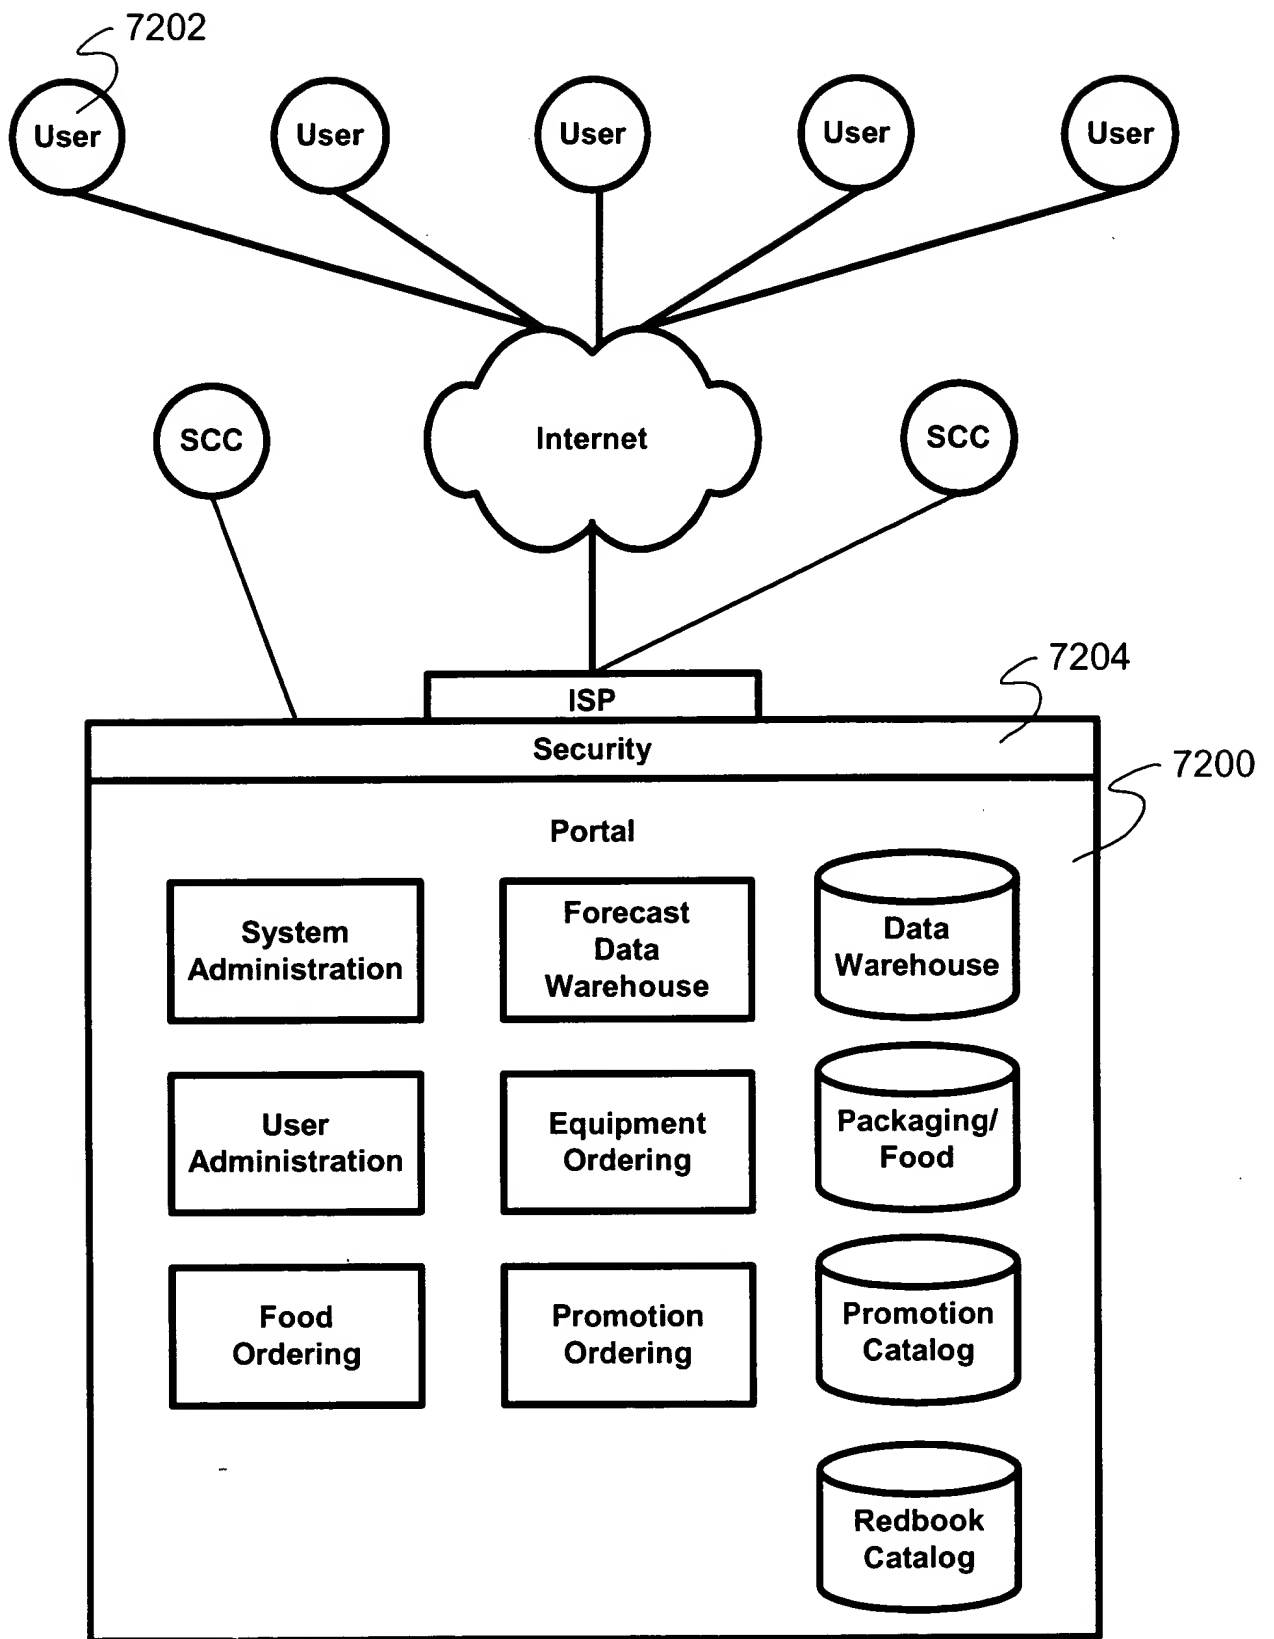 7202
User
User
User
User
User
SCC
Internet
SCC
7204
ISP
Security
7200
Portal
System
Administration
Forecast
Data
Warehouse
Data
Warehouse
User
Administration
Equipment
Ordering
Packaging/
Food
Food
Ordering
Promotion
Ordering
Promotion
Catalog
Redbook
Catalog